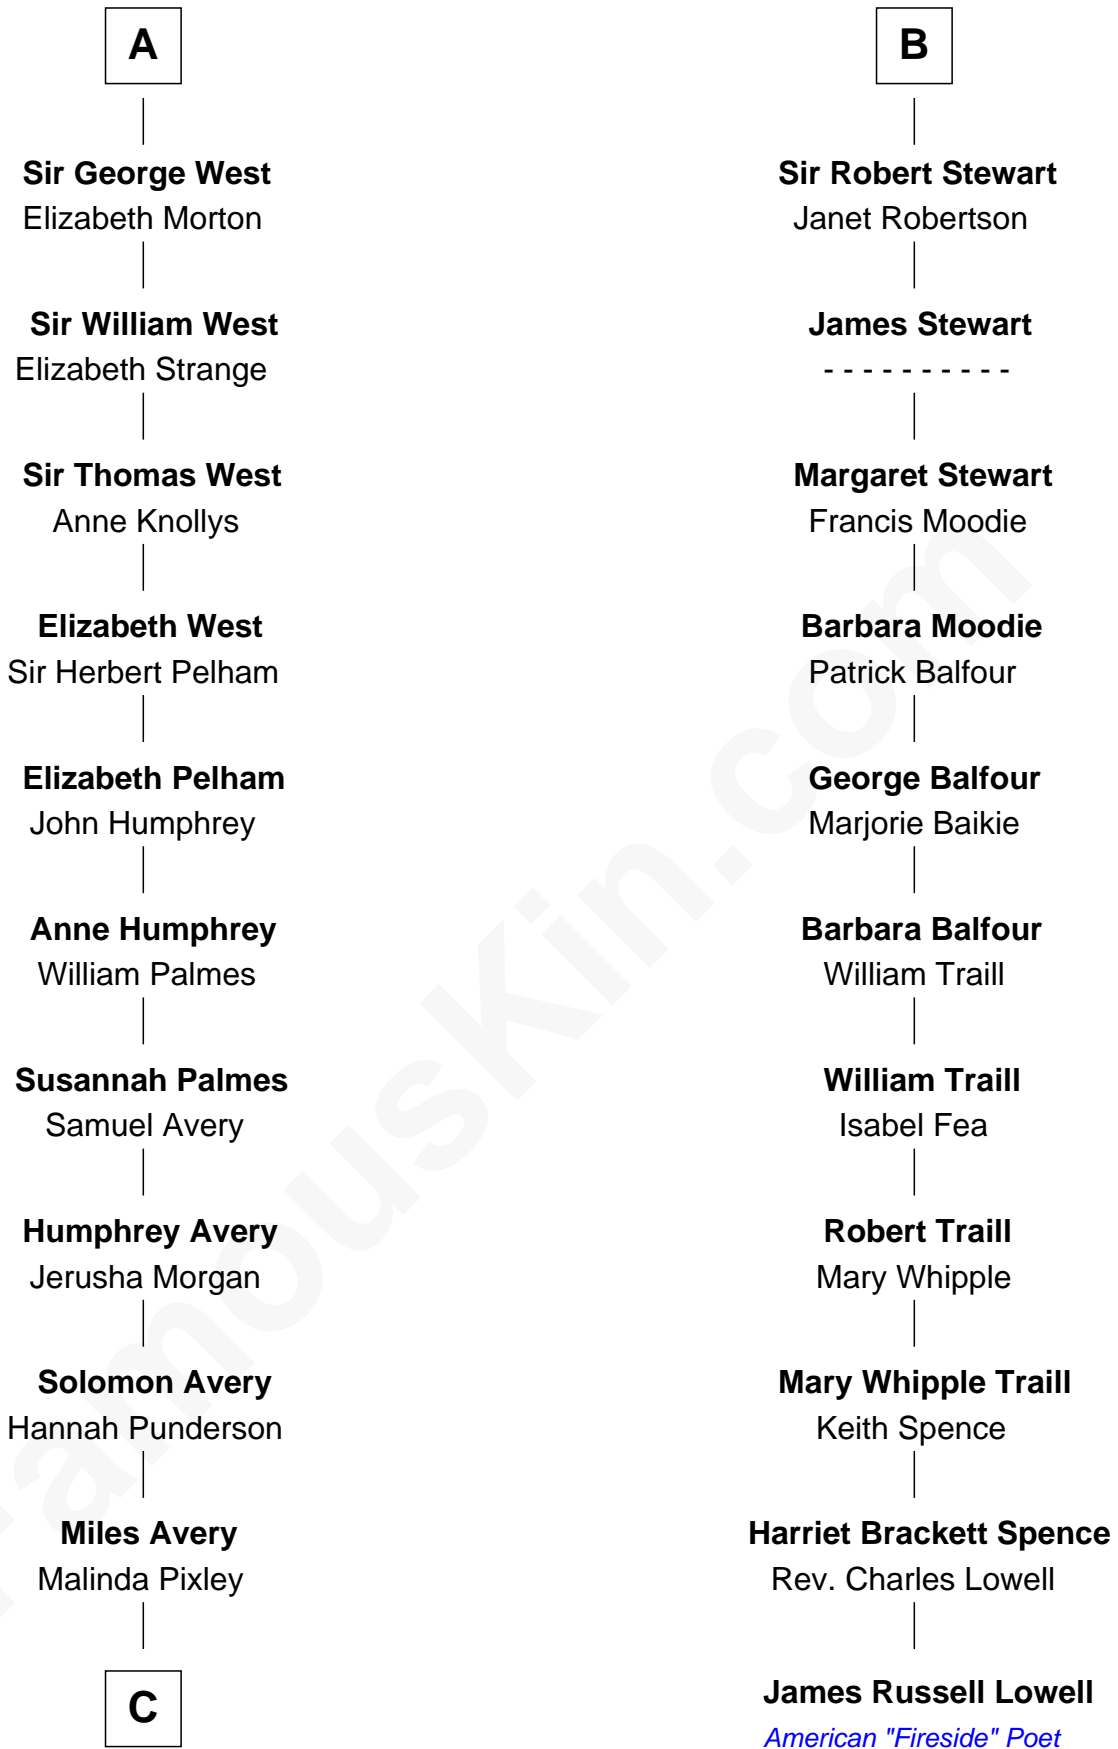 A
Sir George West
Elizabeth Morton
Sir William West
Elizabeth Strange
Sir Thomas West
Anne Knollys
Elizabeth West
Sir Herbert Pelham
Elizabeth Pelham
John Humphrey
Anne Humphrey
William Palmes
Susannah Palmes
Samuel Avery
Humphrey Avery
Jerusha Morgan
Solomon Avery
Hannah Punderson
Miles Avery
Malinda Pixley
C
B
Sir Robert Stewart
Janet Robertson
James Stewart
- - - - - - - - - -
Margaret Stewart
Francis Moodie
Barbara Moodie
Patrick Balfour
George Balfour
Marjorie Baikie
Barbara Balfour
William Traill
William Traill
Isabel Fea
Robert Traill
Mary Whipple
Mary Whipple Traill
Keith Spence
Harriet Brackett Spence
Rev. Charles Lowell
James Russell Lowell
American "Fireside" Poet
FamousKin.com